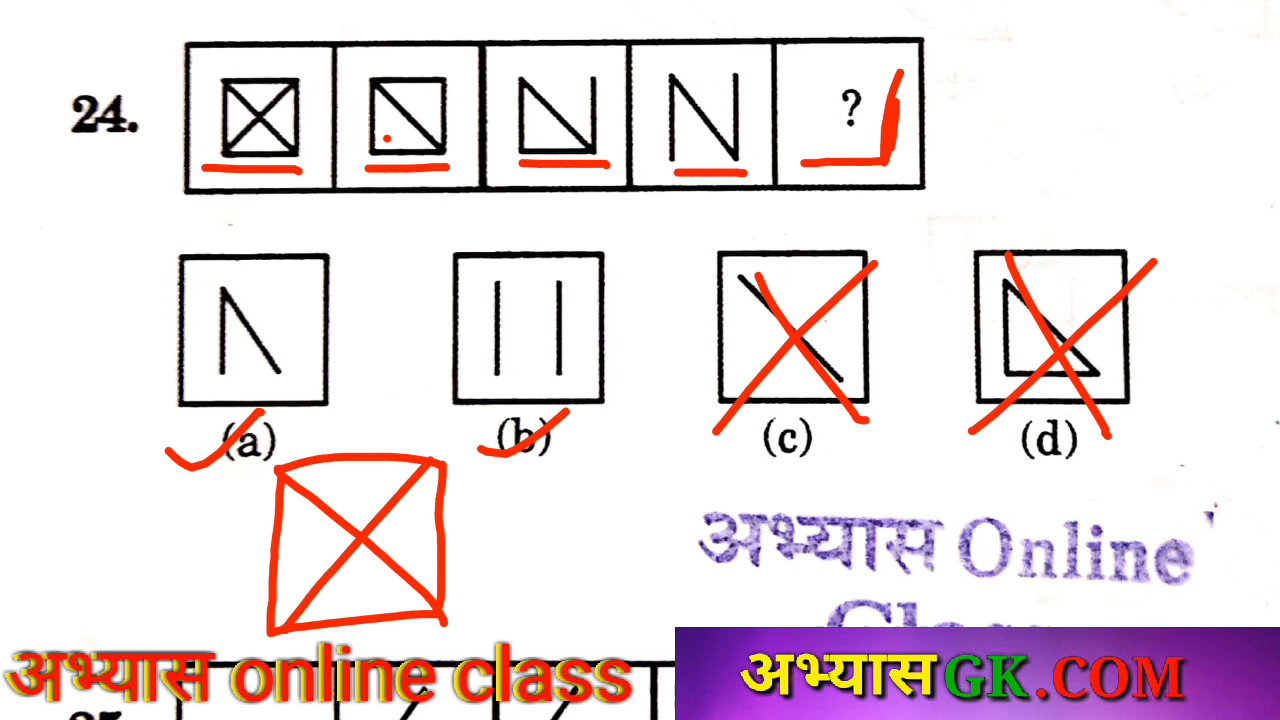 24.
?
(a) (b) (c) (d)
अभ्यास Online
अभ्यास online class
अभ्यासGK.COM